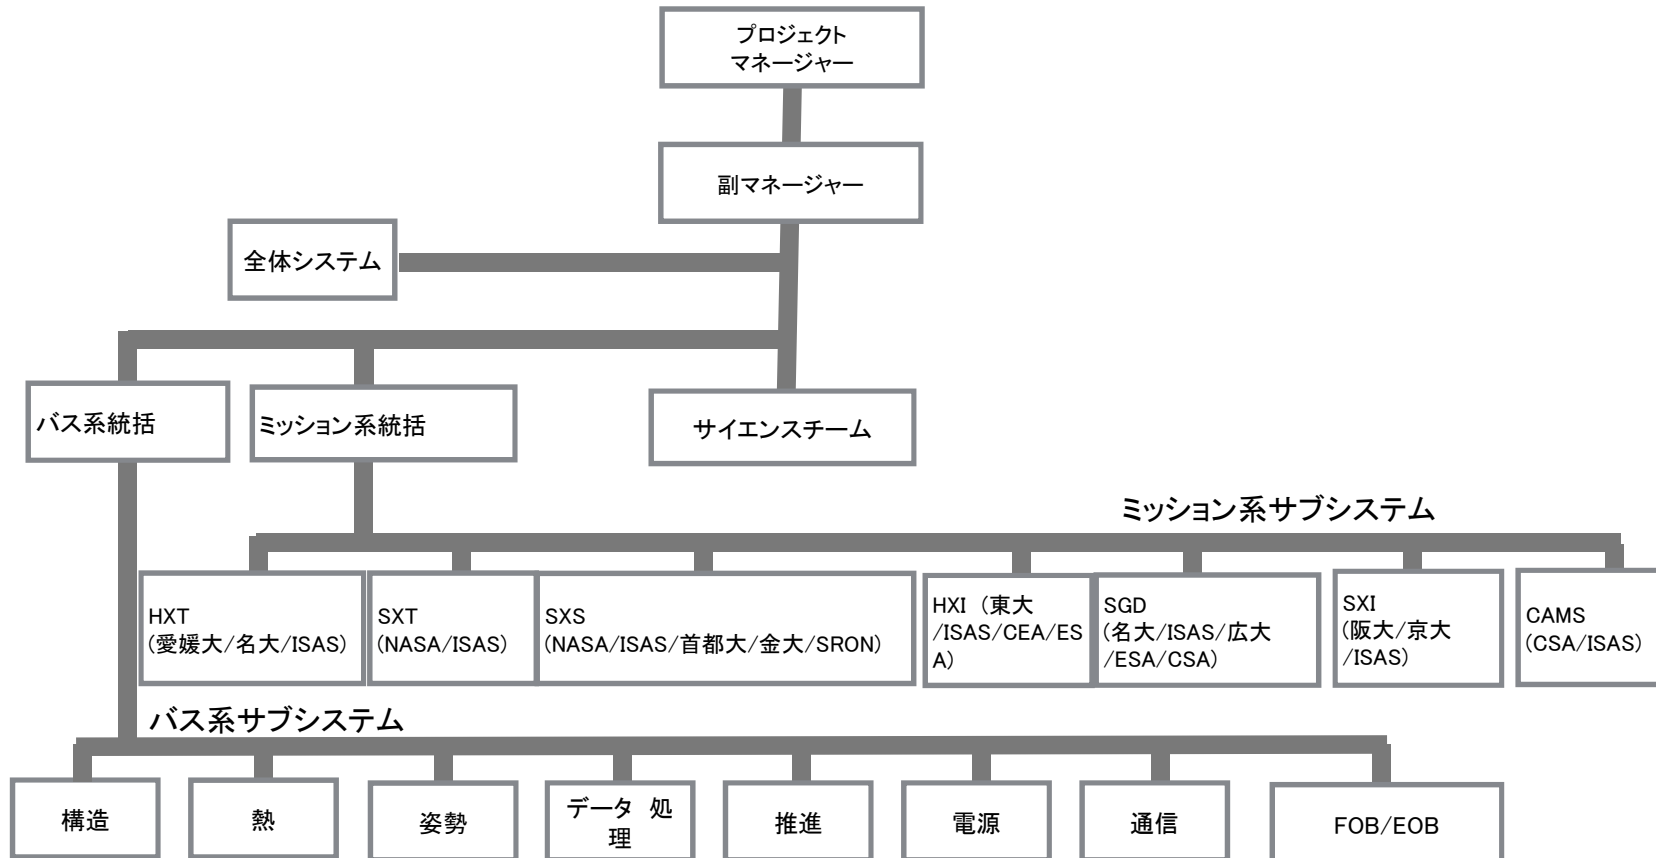 プロジェクト
マネージャー
副マネージャー
全体システム
バス系統括
ミッション系統括
サイエンスチーム
ミッション系サブシステム
HXT
(愛媛大/名大/ISAS)
SXT
(NASA/ISAS)
SXS
(NASA/ISAS/首都大/金大/SRON)
HXI (東大
/ISAS/CEA/ES
A)
SGD
(名大/ISAS/広大
/ESA/CSA)
SXI
(阪大/京大
/ISAS)
CAMS
(CSA/ISAS)
バス系サブシステム
構造
熱
姿勢
データ 処
理
推進
電源
通信
FOB/EOB